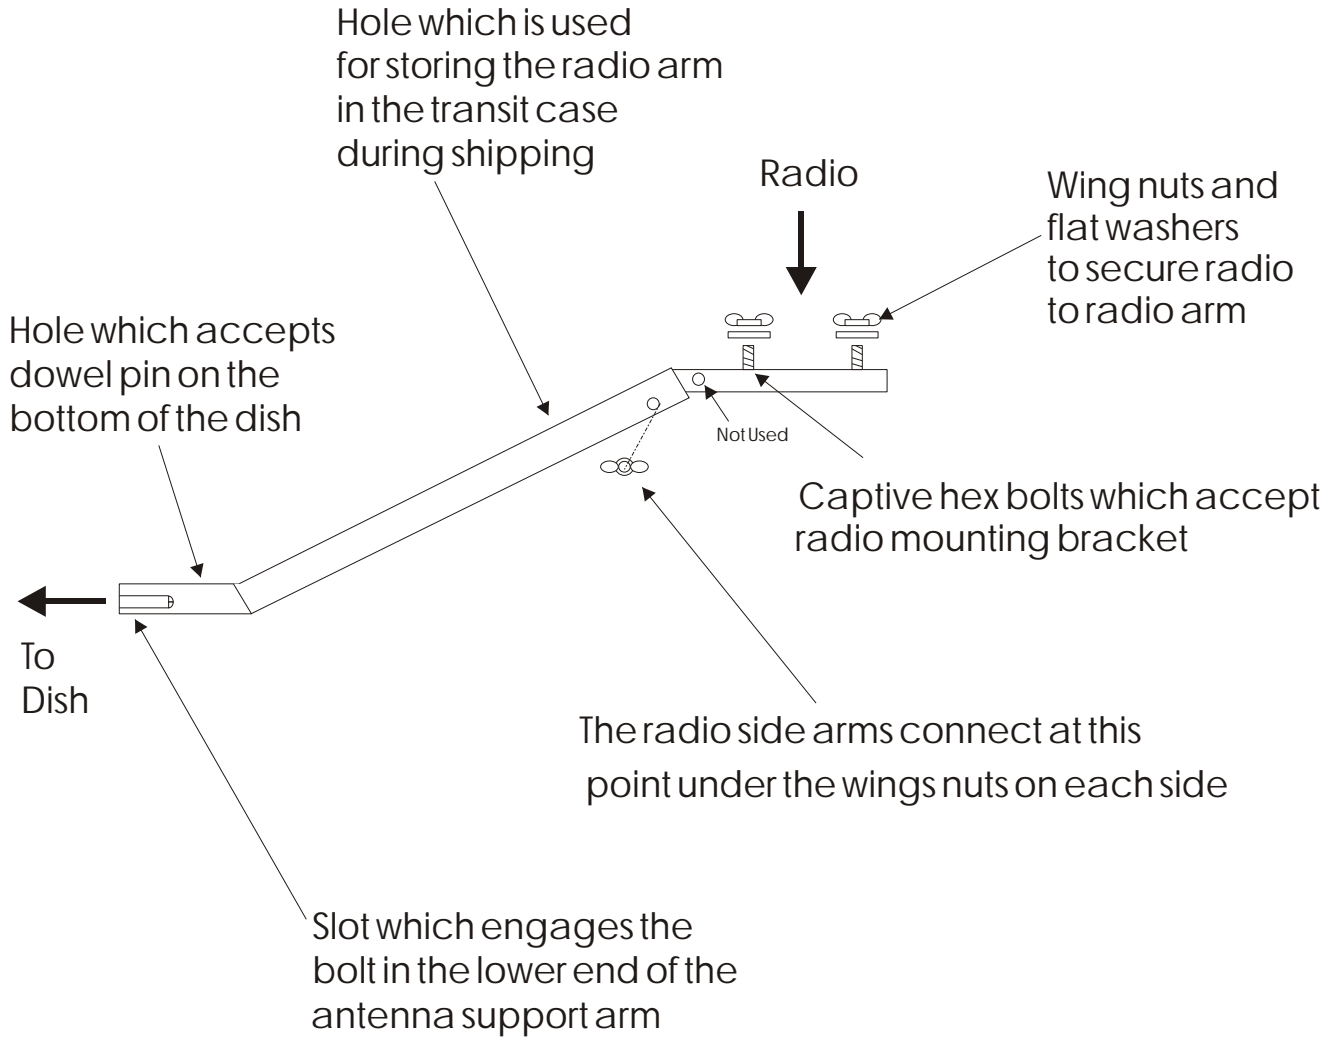 Hole which is used
for storing the radio arm
in the transit case
during shipping
Radio
Wing nuts and
flat washers
to secure radio
to radio arm
Hole which accepts
dowel pin on the
bottom of the dish
Not Used
Captive hex bolts which accept
radio mounting bracket
To
Dish
The radio side arms connect at this
point under the wings nuts on each side
Slot which engages the
bolt in the lower end of the
antenna support arm